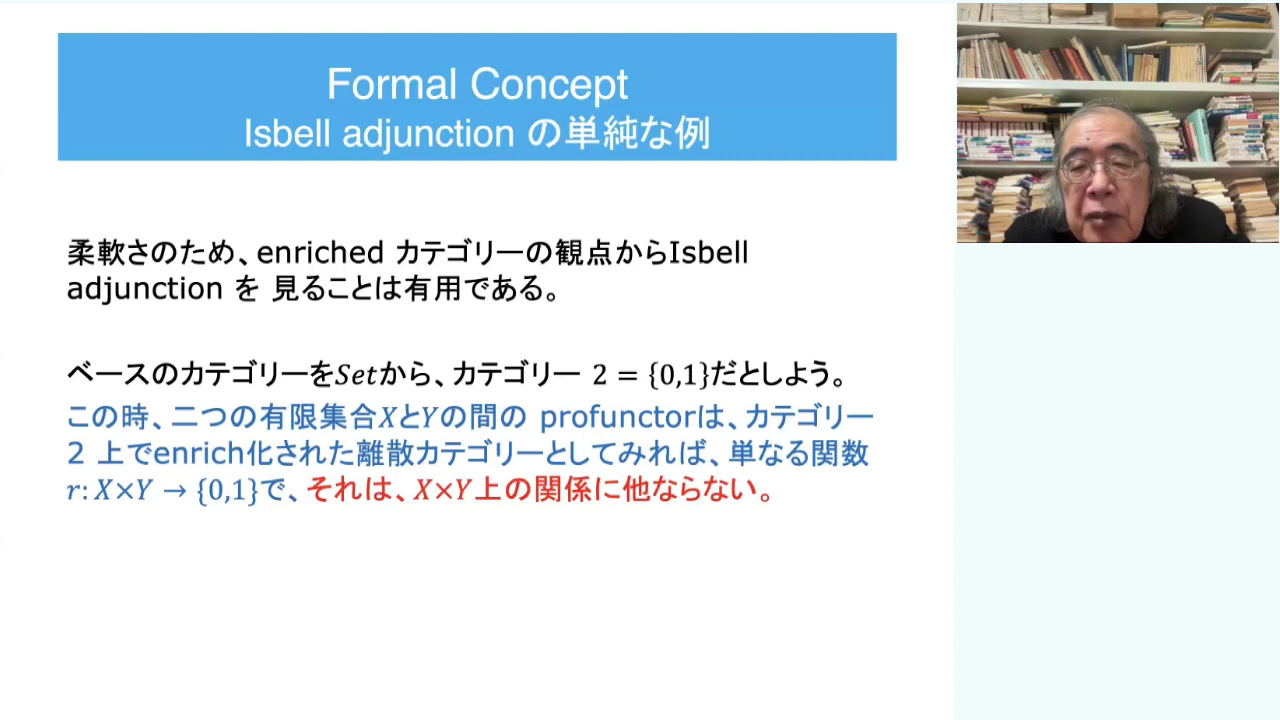 Formal Concept
Isbell adjunction の単純な例
柔軟さのため、enriched カテゴリーの観点からIsbell
adjunction を 見ることは有用である。
ベースのカテゴリーをSetから、カテゴリー 2 = {0,1}だとしよう。
この時、二つの有限集合XとYの間の profunctorは、カテゴリー
2 上でenrich化された離散カテゴリーとしてみれば、単なる関数
r: X×Y → {0,1}で、それは、X×Y上の関係に他ならない。